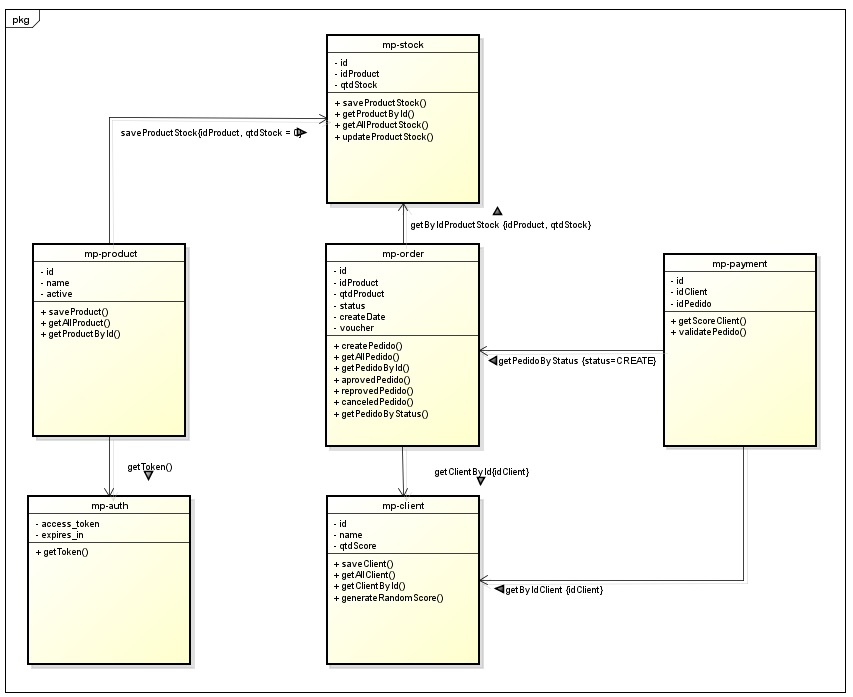 pkg
mp-stock
- id
- idProduct
- qtdStock
+ saveProductStock()
+ getProductById()
+ getAllProductStock()
+ updateProductStock()
saveProductStock{idProduct, qtdStock = 0}
getByIdProductStock {idProduct, qtdStock}
mp-product
- id
- name
- active
+ saveProduct()
+ getAllProduct()
+ getProductById()
mp-order
- id
- idProduct
- qtdProduct
- status
- createDate
- voucher
+ createPedido()
+ getAllPedido()
+ getPedidoById()
+ aprovedPedido()
+ reprovedPedido()
+ canceledPedido()
+ getPedidoByStatus()
mp-payment
- id
- idClient
- idPedido
+ getScoreClient()
+ validatePedido()
getPedidoByStatus {status=CREATE}
getToken()
getClientById{idClient}
mp-auth
- access_token
- expires_in
+ getToken()
mp-client
- id
- name
- qtdScore
+ saveClient()
+ getAllClient()
+ getClientById()
+ generateRandomScore()
getByIdClient {idClient}